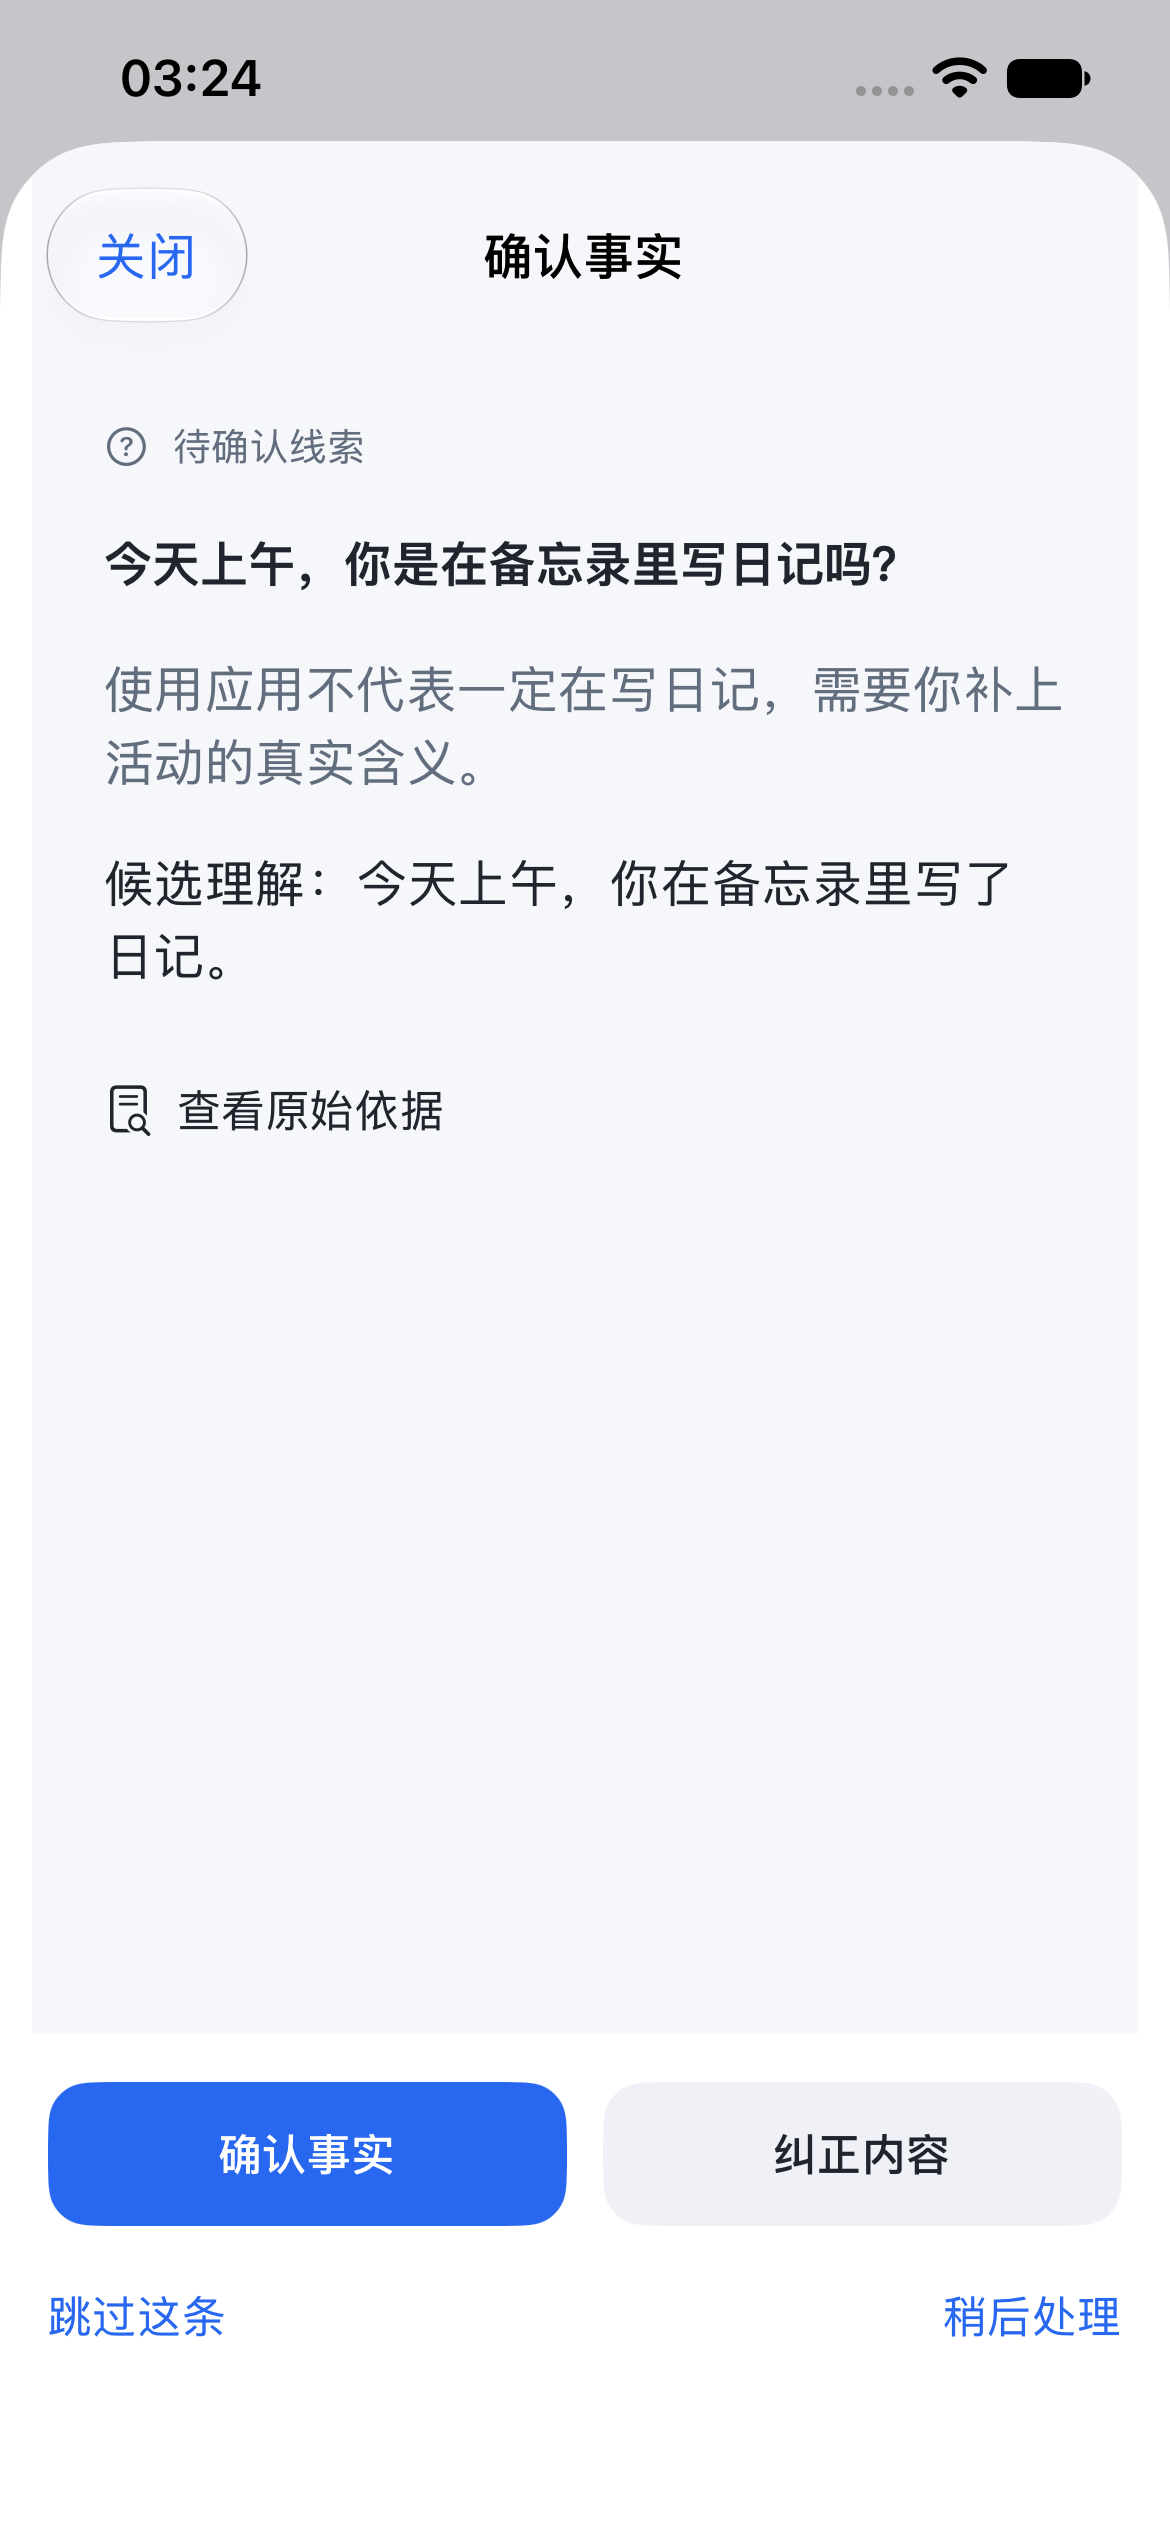 03:24
关闭
确认事实
待确认线索
今天上午，你是在备忘录里写日记吗?
使用应用不代表一定在写日记，需要你补上
活动的真实含义。
候选理解：今天上午，你在备忘录里写了
日记。
查看原始依据
确认事实
纠正内容
跳过这条
稍后处理